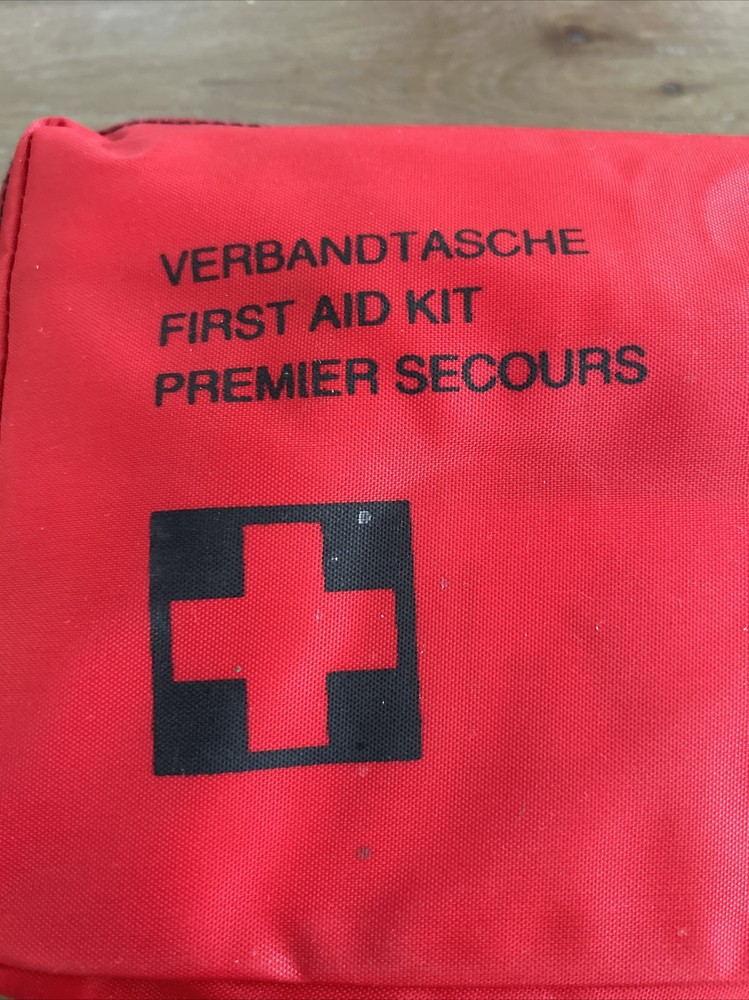 VERBANDTASCHE
FIRST AID KIT
PREMIER SECOURS